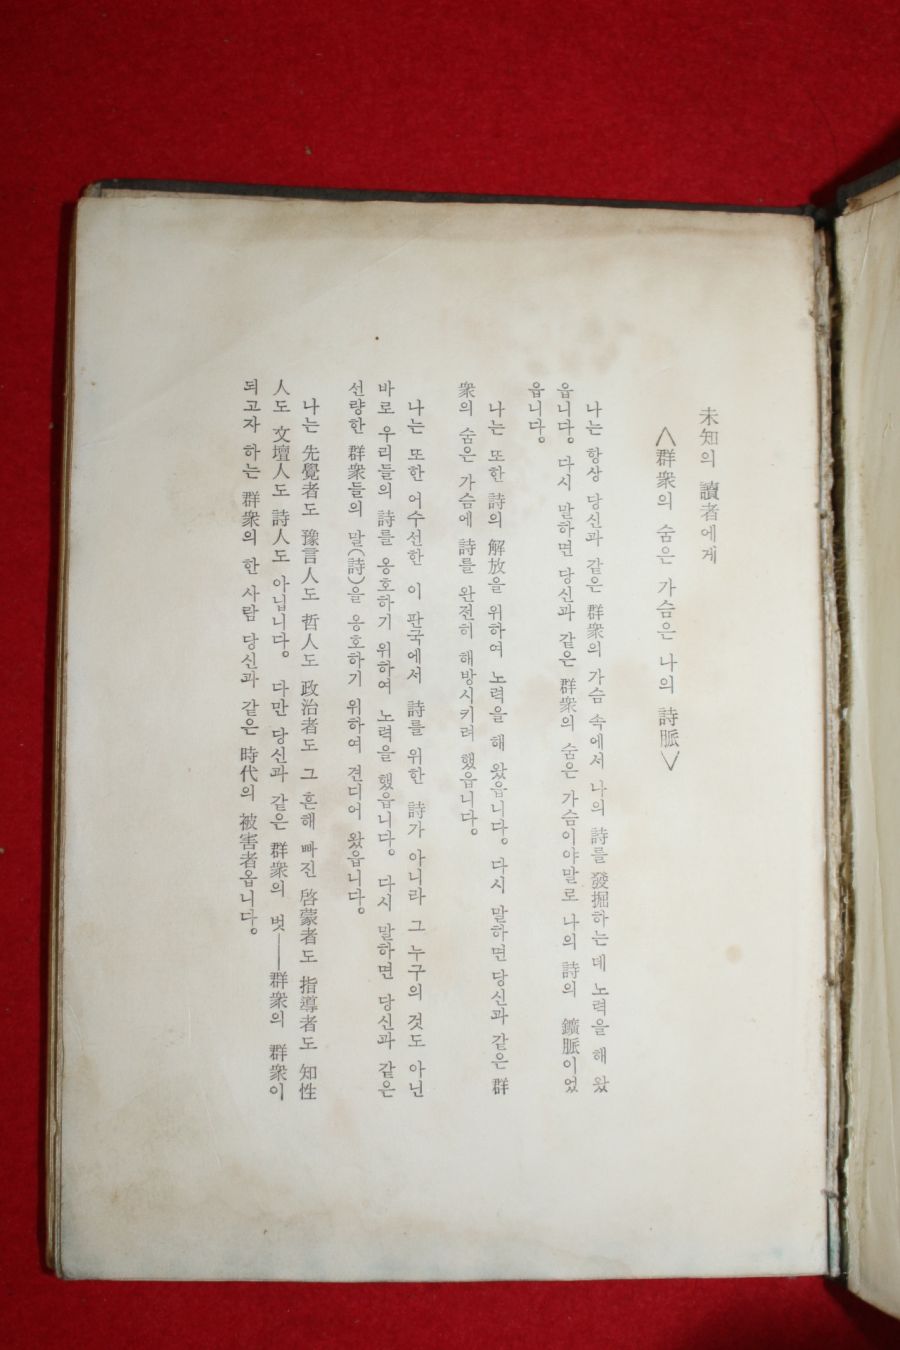 未知의 讀者에게
〈群衆의 숨은 가슴은 나의 詩脈〉
나는 항상 당신과 같은 群衆의 가슴 속에서 나의 詩를 發掘하는 데 노력을 해 왔
읍니다. 다시 말하면 당신과 같은 群衆의 숨은 가슴이야말로 나의 詩의 鑛脈이었
읍니다.
나는 또한 詩의 解放을 위하여 노력을 해 왔읍니다. 다시 말하면 당신과 같은 群
衆의 숨은 가슴에 詩를 완전히 해방시키려 했읍니다.
나는 또한 어수선한 이 판국에서 詩를 위한 詩가 아니라 그 누구의 것도 아닌
바로 우리들의 詩를 옹호하기 위하여 노력을 했읍니다. 다시 말하면 당신과 같은
선량한 群衆들의 말(詩)을 옹호하기 위하여 견디어 왔읍니다.
나는 先覺者도 豫言人도 哲人도 政治者도 그 흔해 빠진 啓蒙者도 指導者도 知性
人도 文壇人도 詩人도 아닙니다. 다만 당신과 같은 群衆의 벗──群衆의 群衆이
되고자 하는 群衆의 한 사람 당신과 같은 時代의 被害者옵니다.